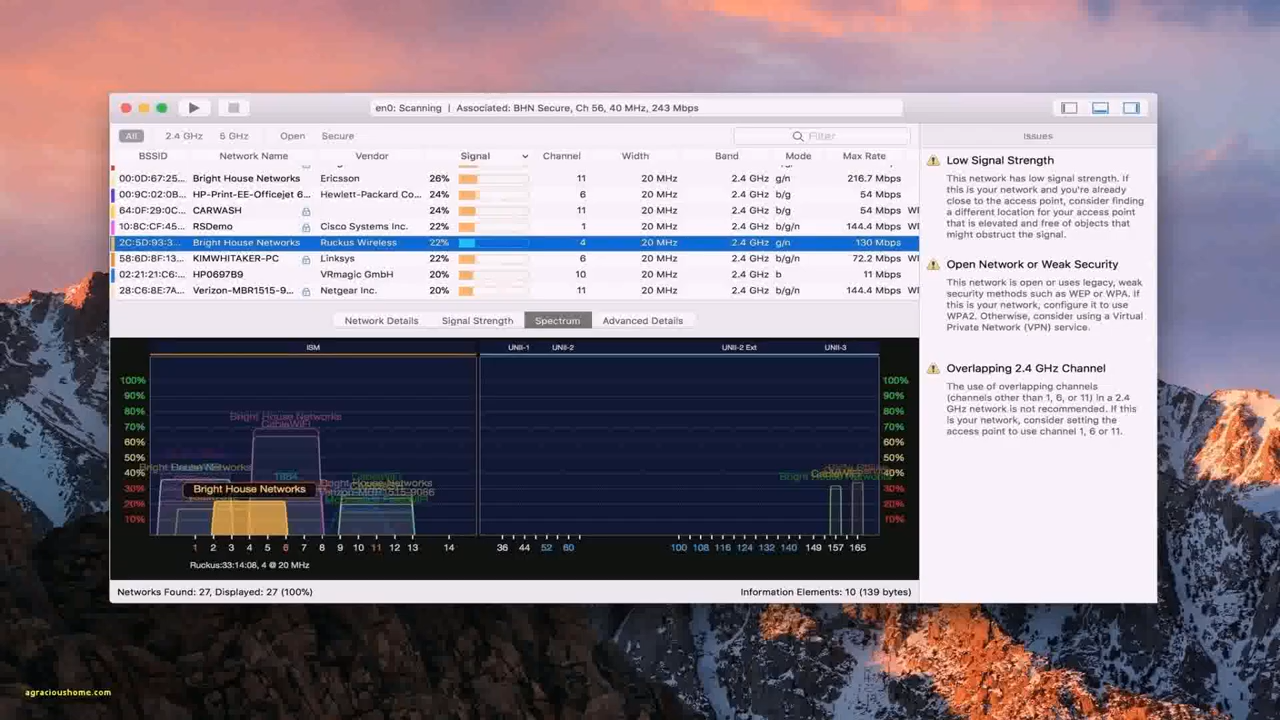 en0: Scanning | Associated: BHN Secure, Ch 56, 40 MHz, 243 Mbps
All 2.4 GHz 5 GHz Open Secure Filter
BSSID Network Name Vendor Signal Channel Width Band Mode Max Rate
00:0D:67:25... Bright House Networks Ericsson 26% 11 20 MHz 2.4 GHz g/n 216.7 Mbps
00:9C:02:0B... HP-Print-EE-Officejet 6... Hewlett-Packard Co... 24% 6 20 MHz 2.4 GHz b/g 54 Mbps
64:0F:29:0C... CARWASH 24% 11 20 MHz 2.4 GHz b/g 54 Mbps
10:8C:CF:45... RSDemo Cisco Systems Inc. 22% 1 20 MHz 2.4 GHz b/g/n 144.4 Mbps
2C:5D:93:3... Bright House Networks Ruckus Wireless 22% 4 20 MHz 2.4 GHz g/n 130 Mbps
58:6D:8F:13... KIMWHITAKER-PC Linksys 22% 6 20 MHz 2.4 GHz b/g/n 72.2 Mbps
02:21:21:C6:... HP0697B9 VRmagic GmbH 20% 10 20 MHz 2.4 GHz b 11 Mbps
28:C6:8E:7A... Verizon-MBR1515-9... Netgear Inc. 20% 11 20 MHz 2.4 GHz b/g/n 144.4 Mbps
Network Details Signal Strength Spectrum Advanced Details
ISM UNII-1 UNII-2 UNII-2 Ext UNII-3
100% 100%
90% 90%
80% 80%
70% 70%
60% 60%
50% 50%
40% 40%
30% 30%
20% 20%
10% 10%
Bright House Networks
CableWiFi
Bright House Networks
Bright House Networks
Bright House Networks
1 2 3 4 5 6 7 8 9 10 11 12 13 14 36 44 52 60 100 108 116 124 132 140 149 157 165
Ruckus:33:14:08, 4 @ 20 MHz
Networks Found: 27, Displayed: 27 (100%) Information Elements: 10 (139 bytes)
Issues
Low Signal Strength
This network has low signal strength. If
this is your network and you're already
close to the access point, consider finding
a different location for your access point
that is elevated and free of objects that
might obstruct the signal.
Open Network or Weak Security
This network is open or uses legacy, weak
security methods such as WEP or WPA. If
this is your network, configure it to use
WPA2. Otherwise, consider using a Virtual
Private Network (VPN) service.
Overlapping 2.4 GHz Channel
The use of overlapping channels
(channels other than 1, 6, or 11) in a 2.4
GHz network is not recommended. If this
is your network, consider setting the
access point to use channel 1, 6 or 11.
agracioushome.com